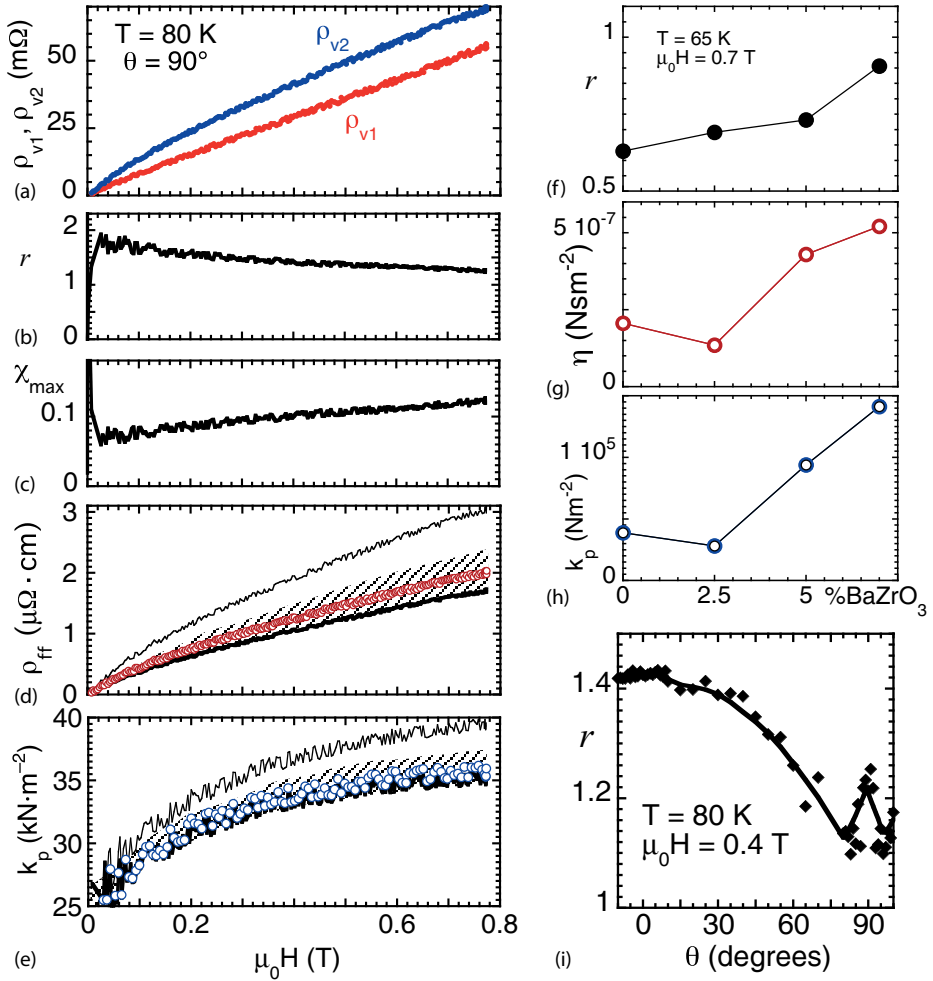 T = 80 K
θ = 90°
ρv2
ρv1
50
25
0
ρv1, ρv2 (mΩ)
(a)
2
1
0
r
(b)
χmax
0.1
0
(c)
3
2
1
0
ρff (μΩ·cm)
(d)
40
35
30
25
kp (kN·m−2)
(e)
0 0.2 0.4 0.6 0.8
μ0H (T)
1
r
0.5
T = 65 K
μ0H = 0.7 T
(f)
5 10-7
η (Nsm-2)
0
(g)
1 105
kp (Nm-2)
0
(h)
0 2.5 5 %BaZrO3
1.4
r
1.2
1
T = 80 K
μ0H = 0.4 T
0 30 60 90
(i)
θ (degrees)